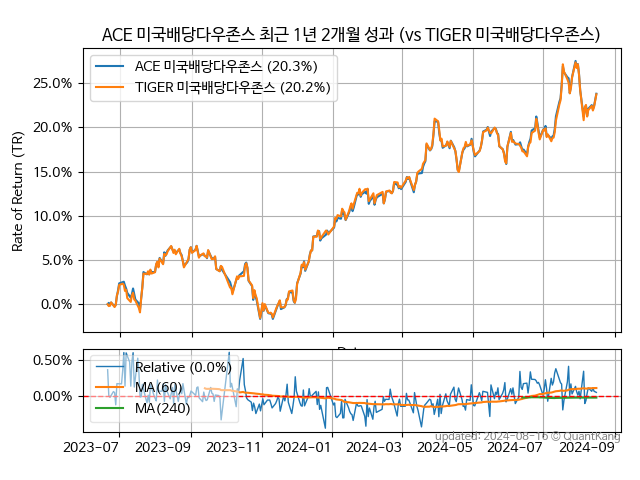 ACE 미국배당다우존스 최근 1년 2개월 성과 (vs TIGER 미국배당다우존스)
ACE 미국배당다우존스 (20.3%)
TIGER 미국배당다우존스 (20.2%)
Rate of Return (TR)
25.0%
20.0%
15.0%
10.0%
5.0%
0.0%
0.50%
0.00%
Relative (0.0%)
MA(60)
MA(240)
2023-07
2023-09
2023-11
2024-01
2024-03
2024-05
2024-07
2024-09
updated: 2024-08-16 © QuantKang